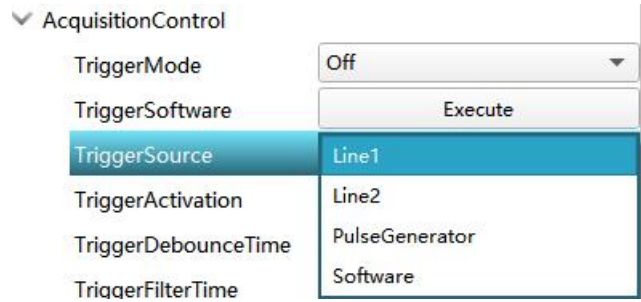 AcquisitionControl
TriggerMode Off
TriggerSoftware Execute
TriggerSource Line1
TriggerActivation Line2
TriggerDebounceTime PulseGenerator
TriggerFilterTime Software